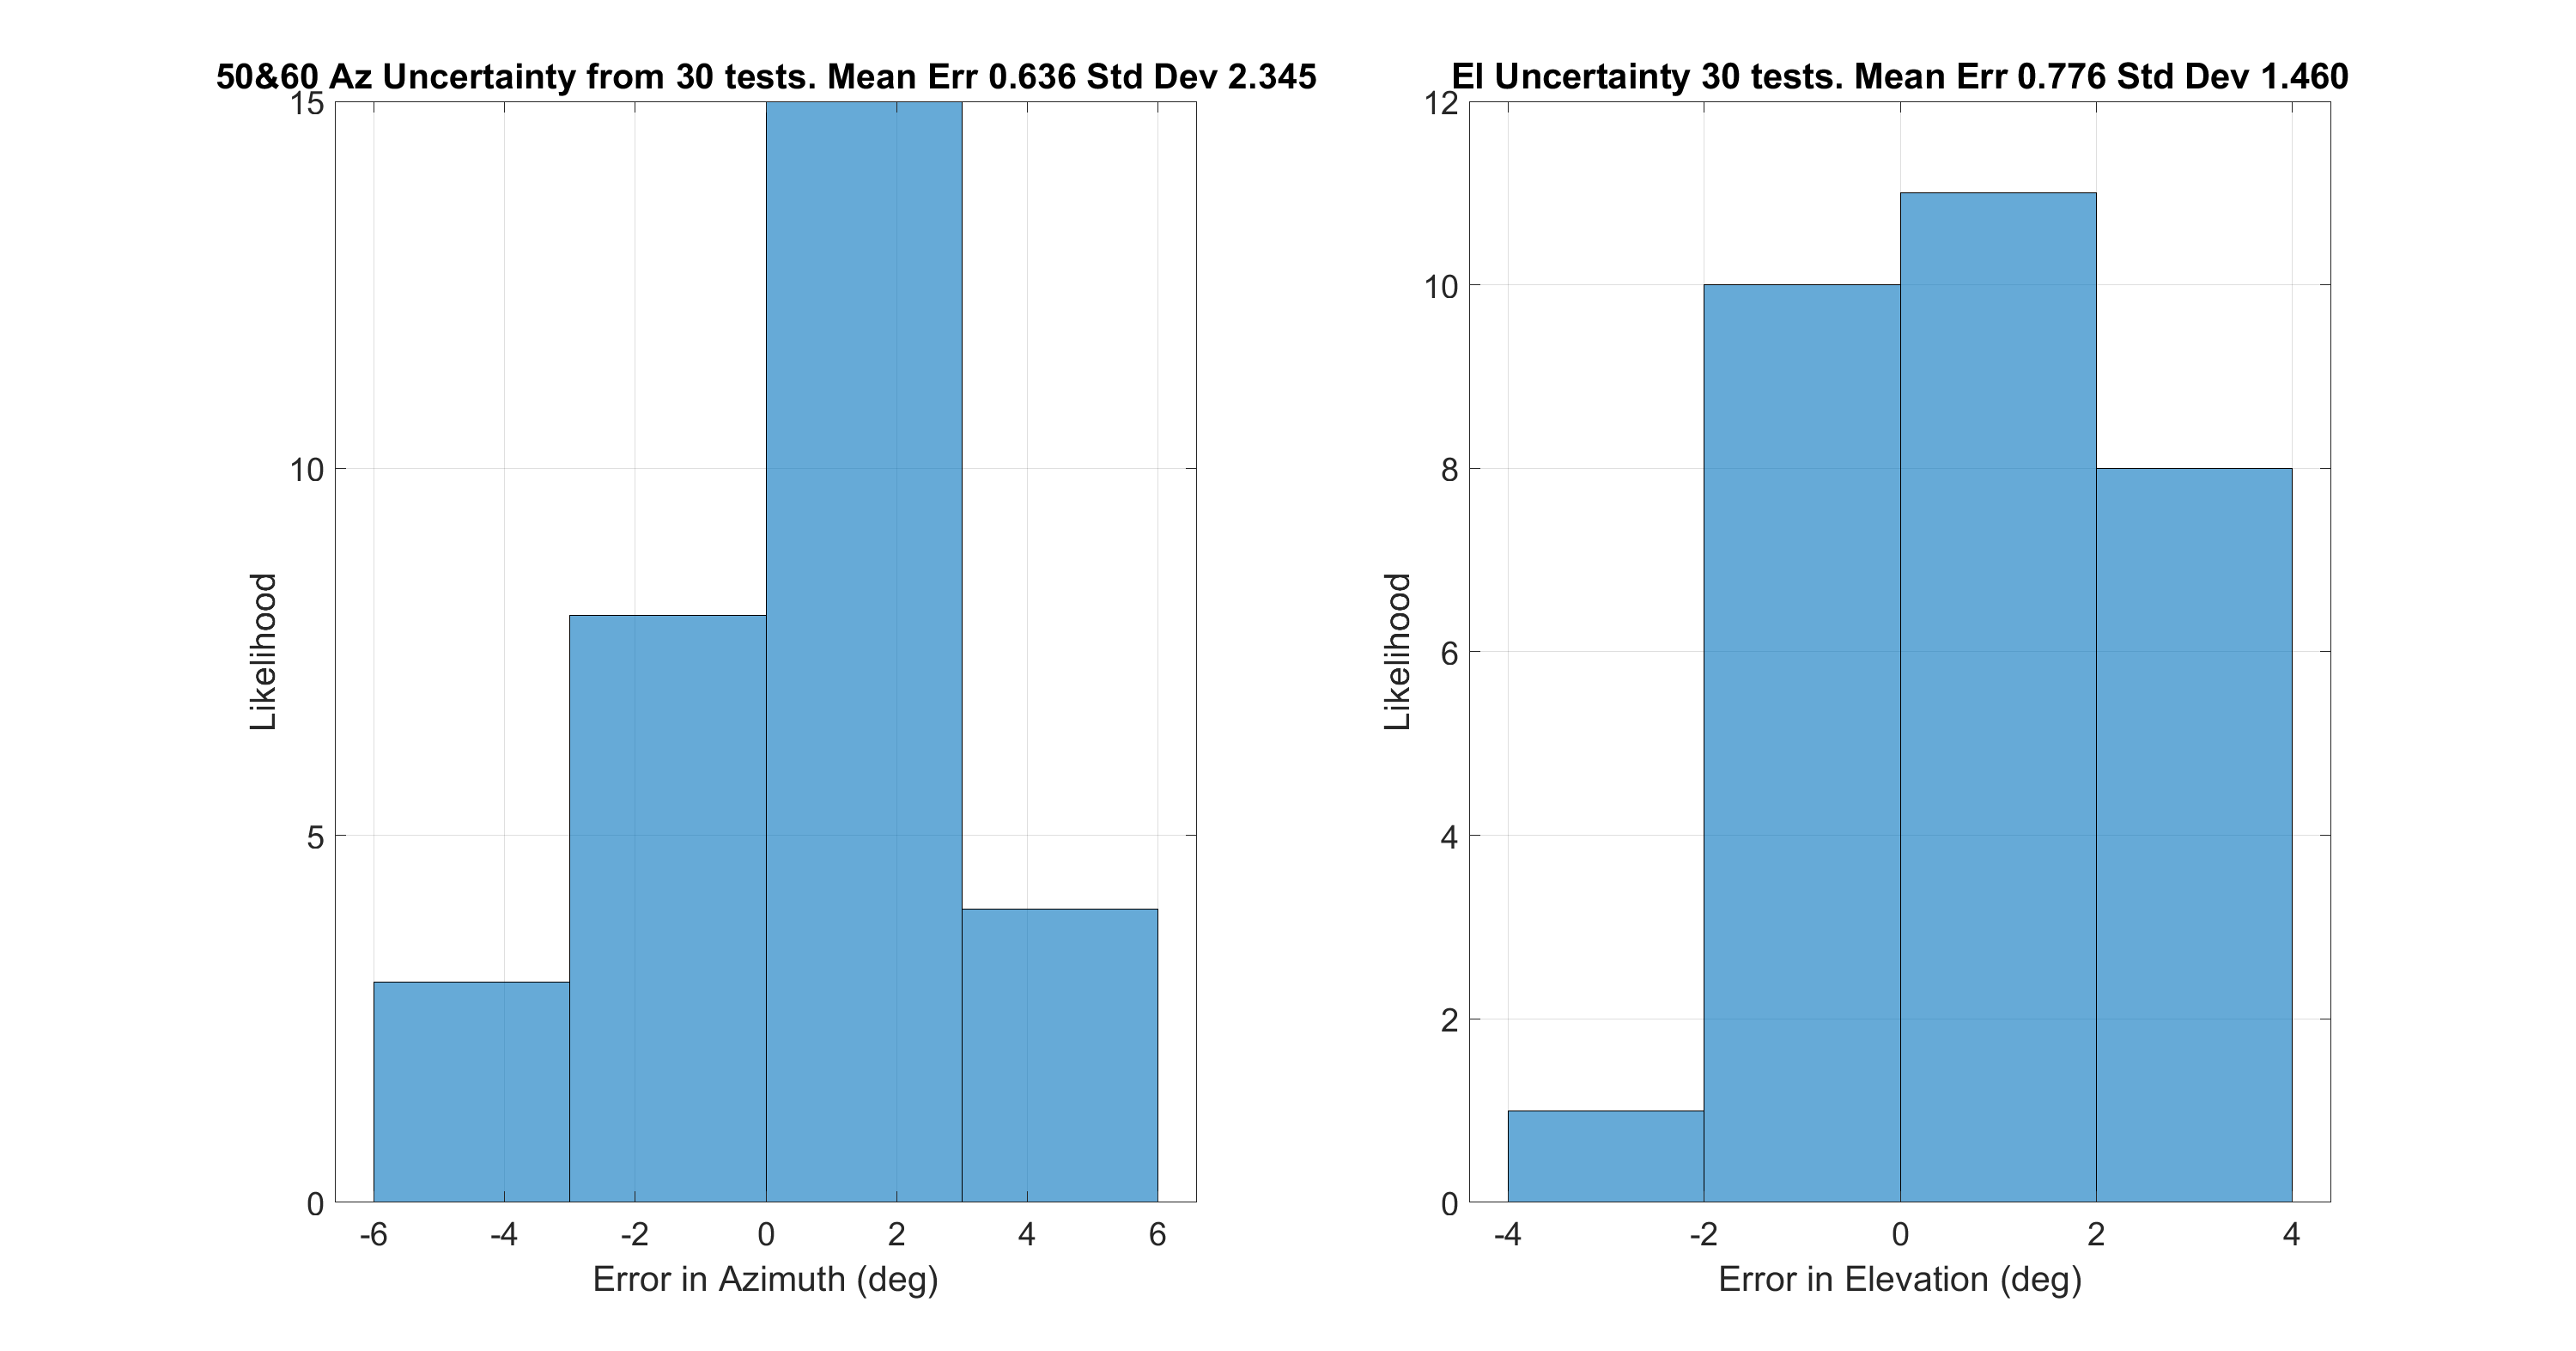 50&60 Az Uncertainty from 30 tests. Mean Err 0.636 Std Dev 2.345
15
10
5
0
Likelihood
-6 -4 -2 0 2 4 6
Error in Azimuth (deg)
El Uncertainty 30 tests. Mean Err 0.776 Std Dev 1.460
12
10
8
6
4
2
0
Likelihood
-4 -2 0 2 4
Error in Elevation (deg)